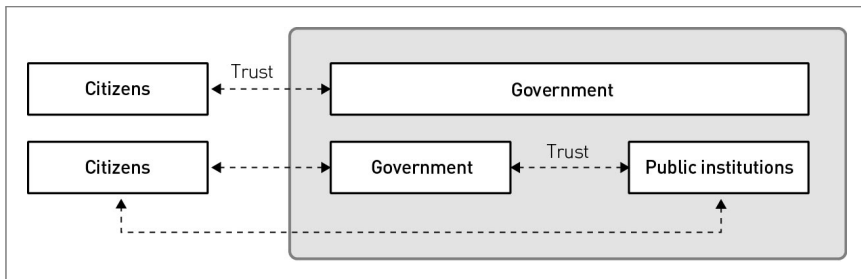 Citizens
Trust
Government
Citizens
Government
Trust
Public institutions